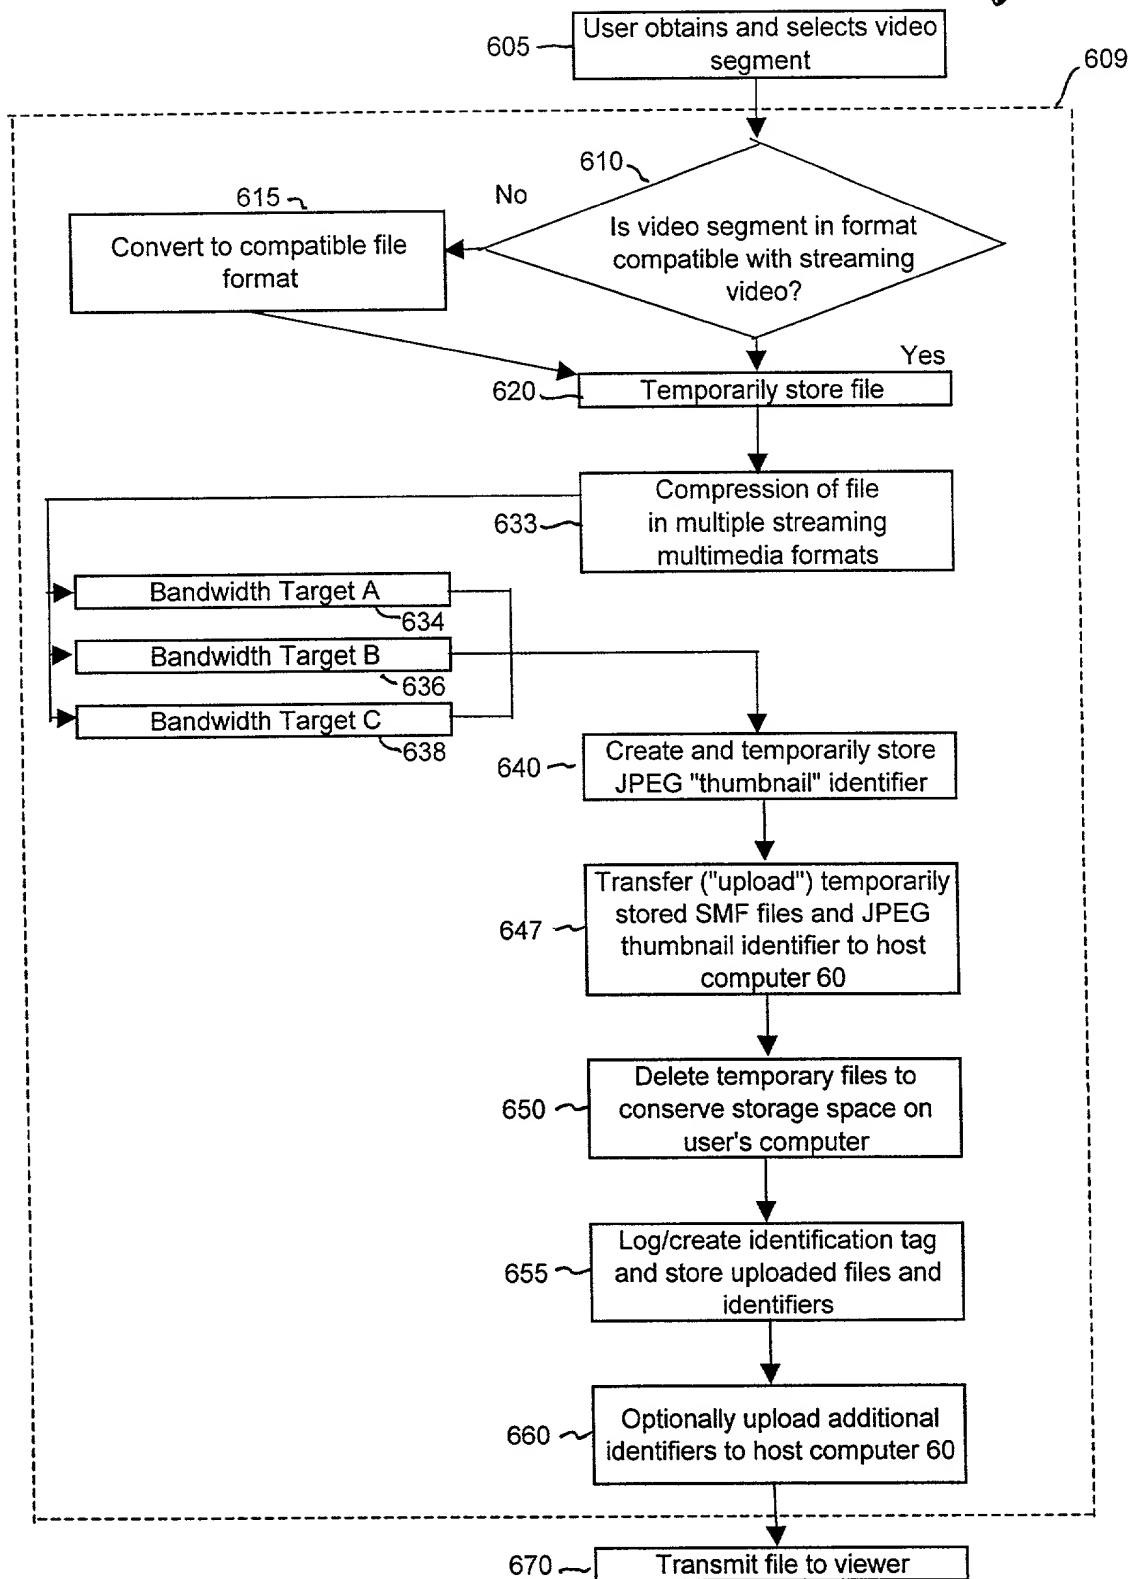 605
User obtains and selects video
segment
609
610
No
615
Convert to compatible file
format
Is video segment in format
compatible with streaming
video?
Yes
620
Temporarily store file
633
Compression of file
in multiple streaming
multimedia formats
Bandwidth Target A
634
Bandwidth Target B
636
Bandwidth Target C
638
640
Create and temporarily store
JPEG "thumbnail" identifier
647
Transfer ("upload") temporarily
stored SMF files and JPEG
thumbnail identifier to host
computer 60
650
Delete temporary files to
conserve storage space on
user's computer
655
Log/create identification tag
and store uploaded files and
identifiers
660
Optionally upload additional
identifiers to host computer 60
670
Transmit file to viewer